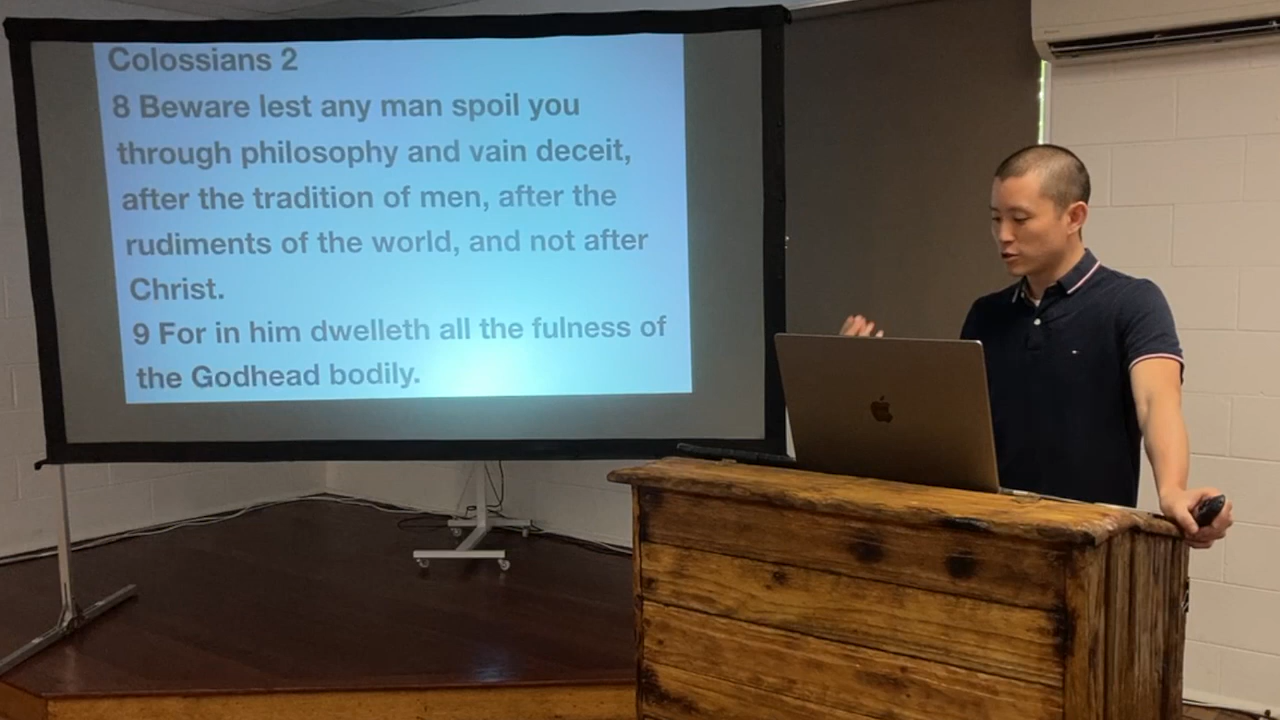 Colossians 2
8 Beware lest any man spoil you
through philosophy and vain deceit,
after the tradition of men, after the
rudiments of the world, and not after
Christ.
9 For in him dwelleth all the fulness of
the Godhead bodily.